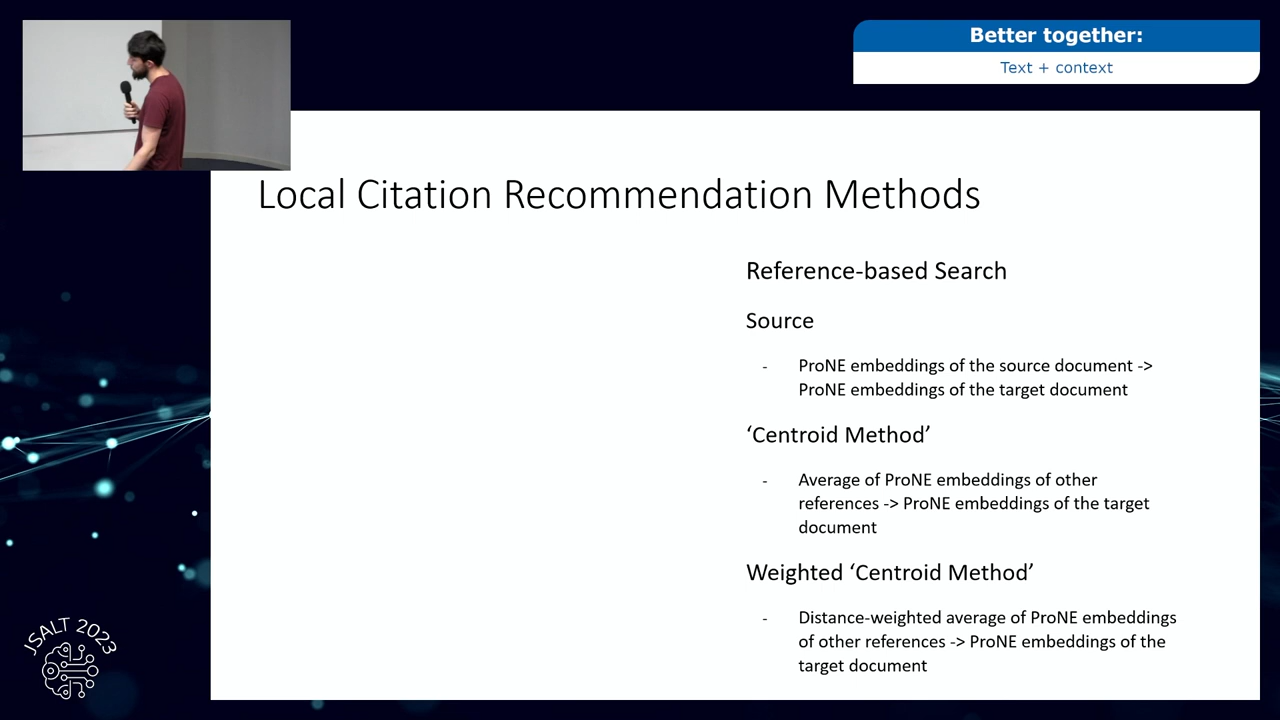 Better together:
Text + context
Local Citation Recommendation Methods
Reference-based Search
Source
- ProNE embeddings of the source document ->
ProNE embeddings of the target document
‘Centroid Method’
- Average of ProNE embeddings of other
references -> ProNE embeddings of the target
document
Weighted ‘Centroid Method’
- Distance-weighted average of ProNE embeddings
of other references -> ProNE embeddings of the
target document
JSALT 2023